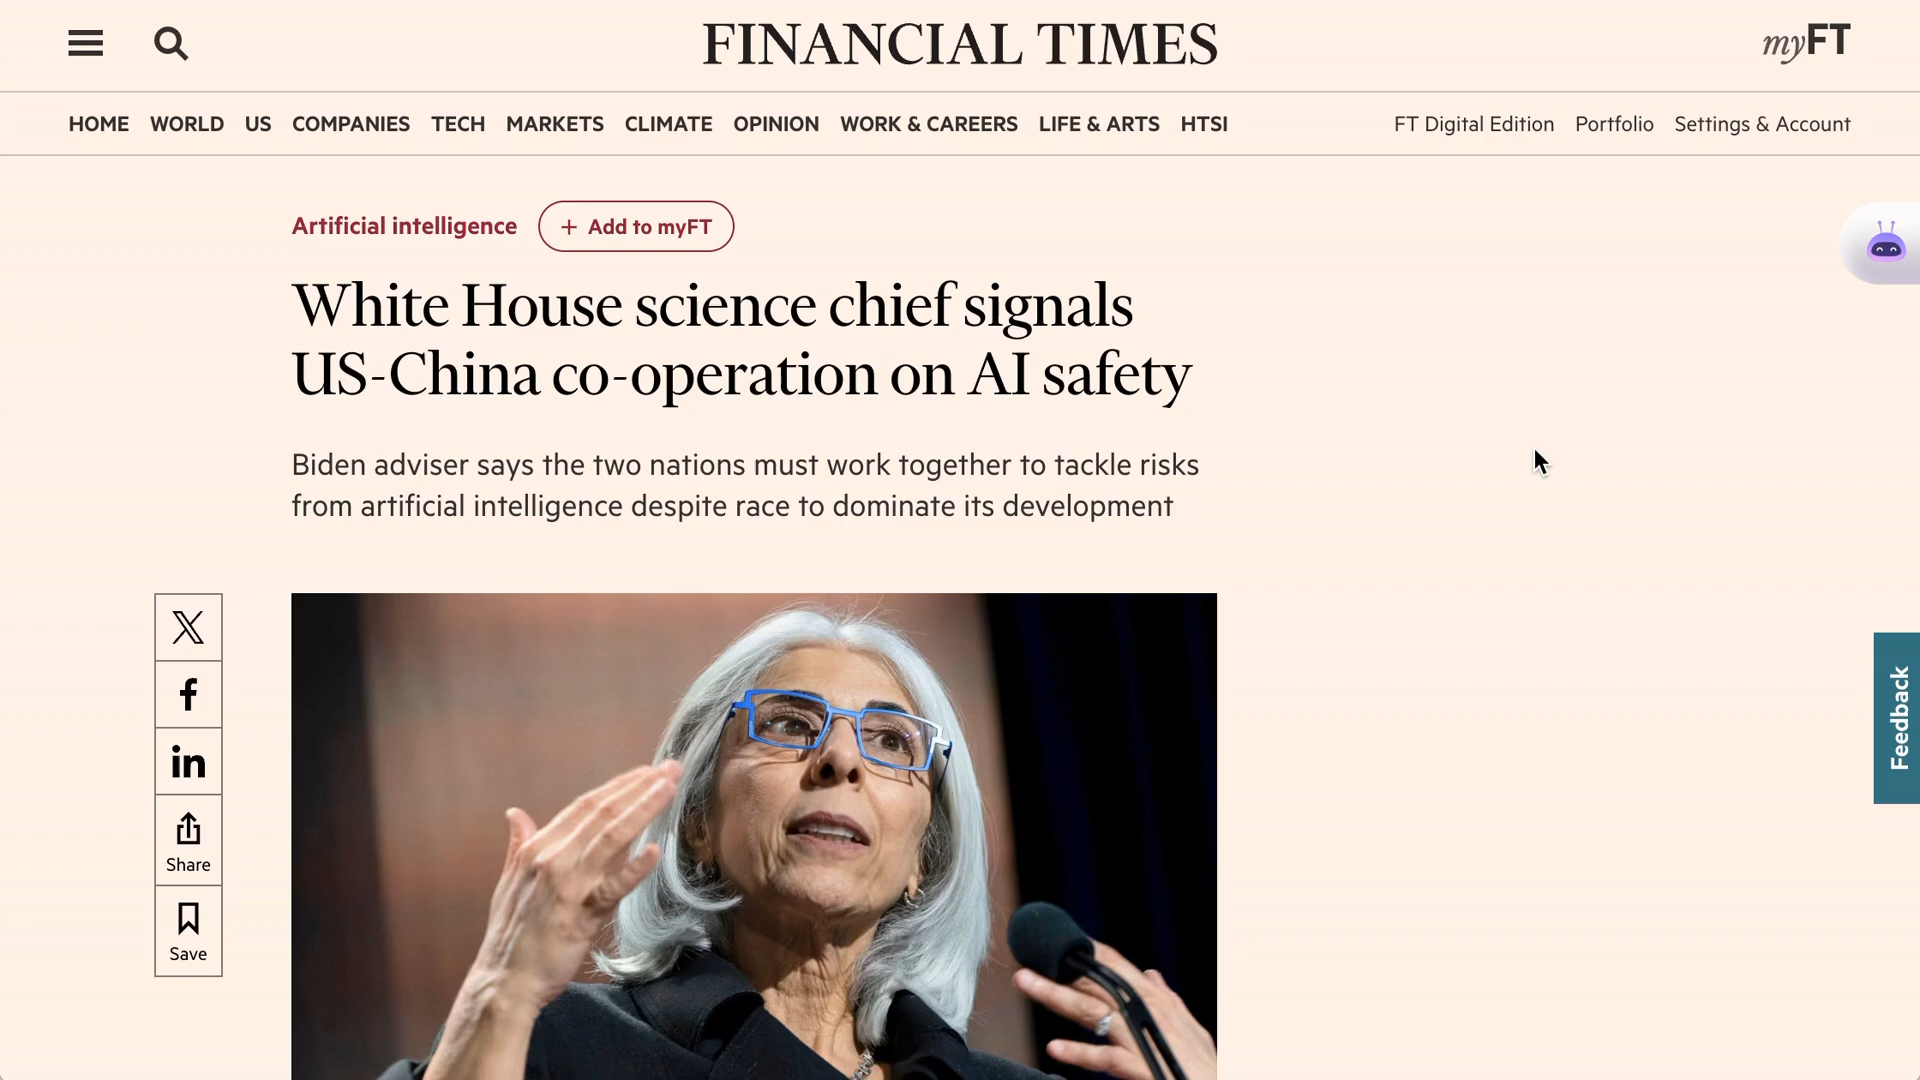 FINANCIAL TIMES
myFT
HOME WORLD US COMPANIES TECH MARKETS CLIMATE OPINION WORK & CAREERS LIFE & ARTS HTSI FT Digital Edition Portfolio Settings & Account
Artificial intelligence + Add to myFT
White House science chief signals
US-China co-operation on AI safety
Biden adviser says the two nations must work together to tackle risks
from artificial intelligence despite race to dominate its development
X
f
in
Share
Save
Feedback